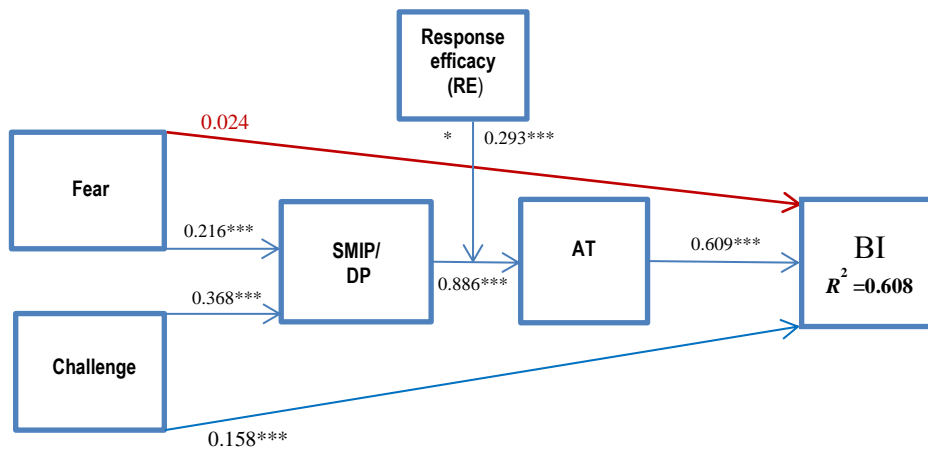 Response
efficacy
(RE)
0.024
* 0.293***
Fear
0.216***
SMIP/
DP
0.886***
AT
0.609***
BI
R² =0.608
0.368***
Challenge
0.158***